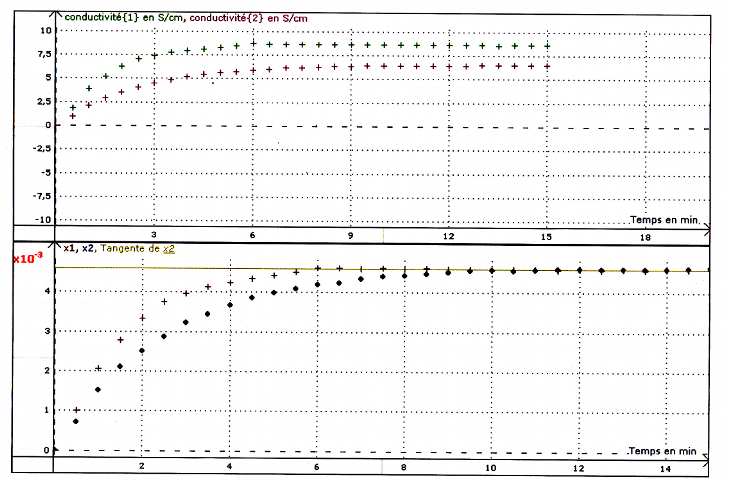 conductivité{1} en S/cm, conductivité{2} en S/cm
10
7,5
5
2,5
0
-2,5
-5
-7,5
-10
Temps en min.
3 6 9 12 15 18
x1, x2, Tangente de x2
x10-3
4
3
2
1
0
Temps en min
2 4 6 8 10 12 14